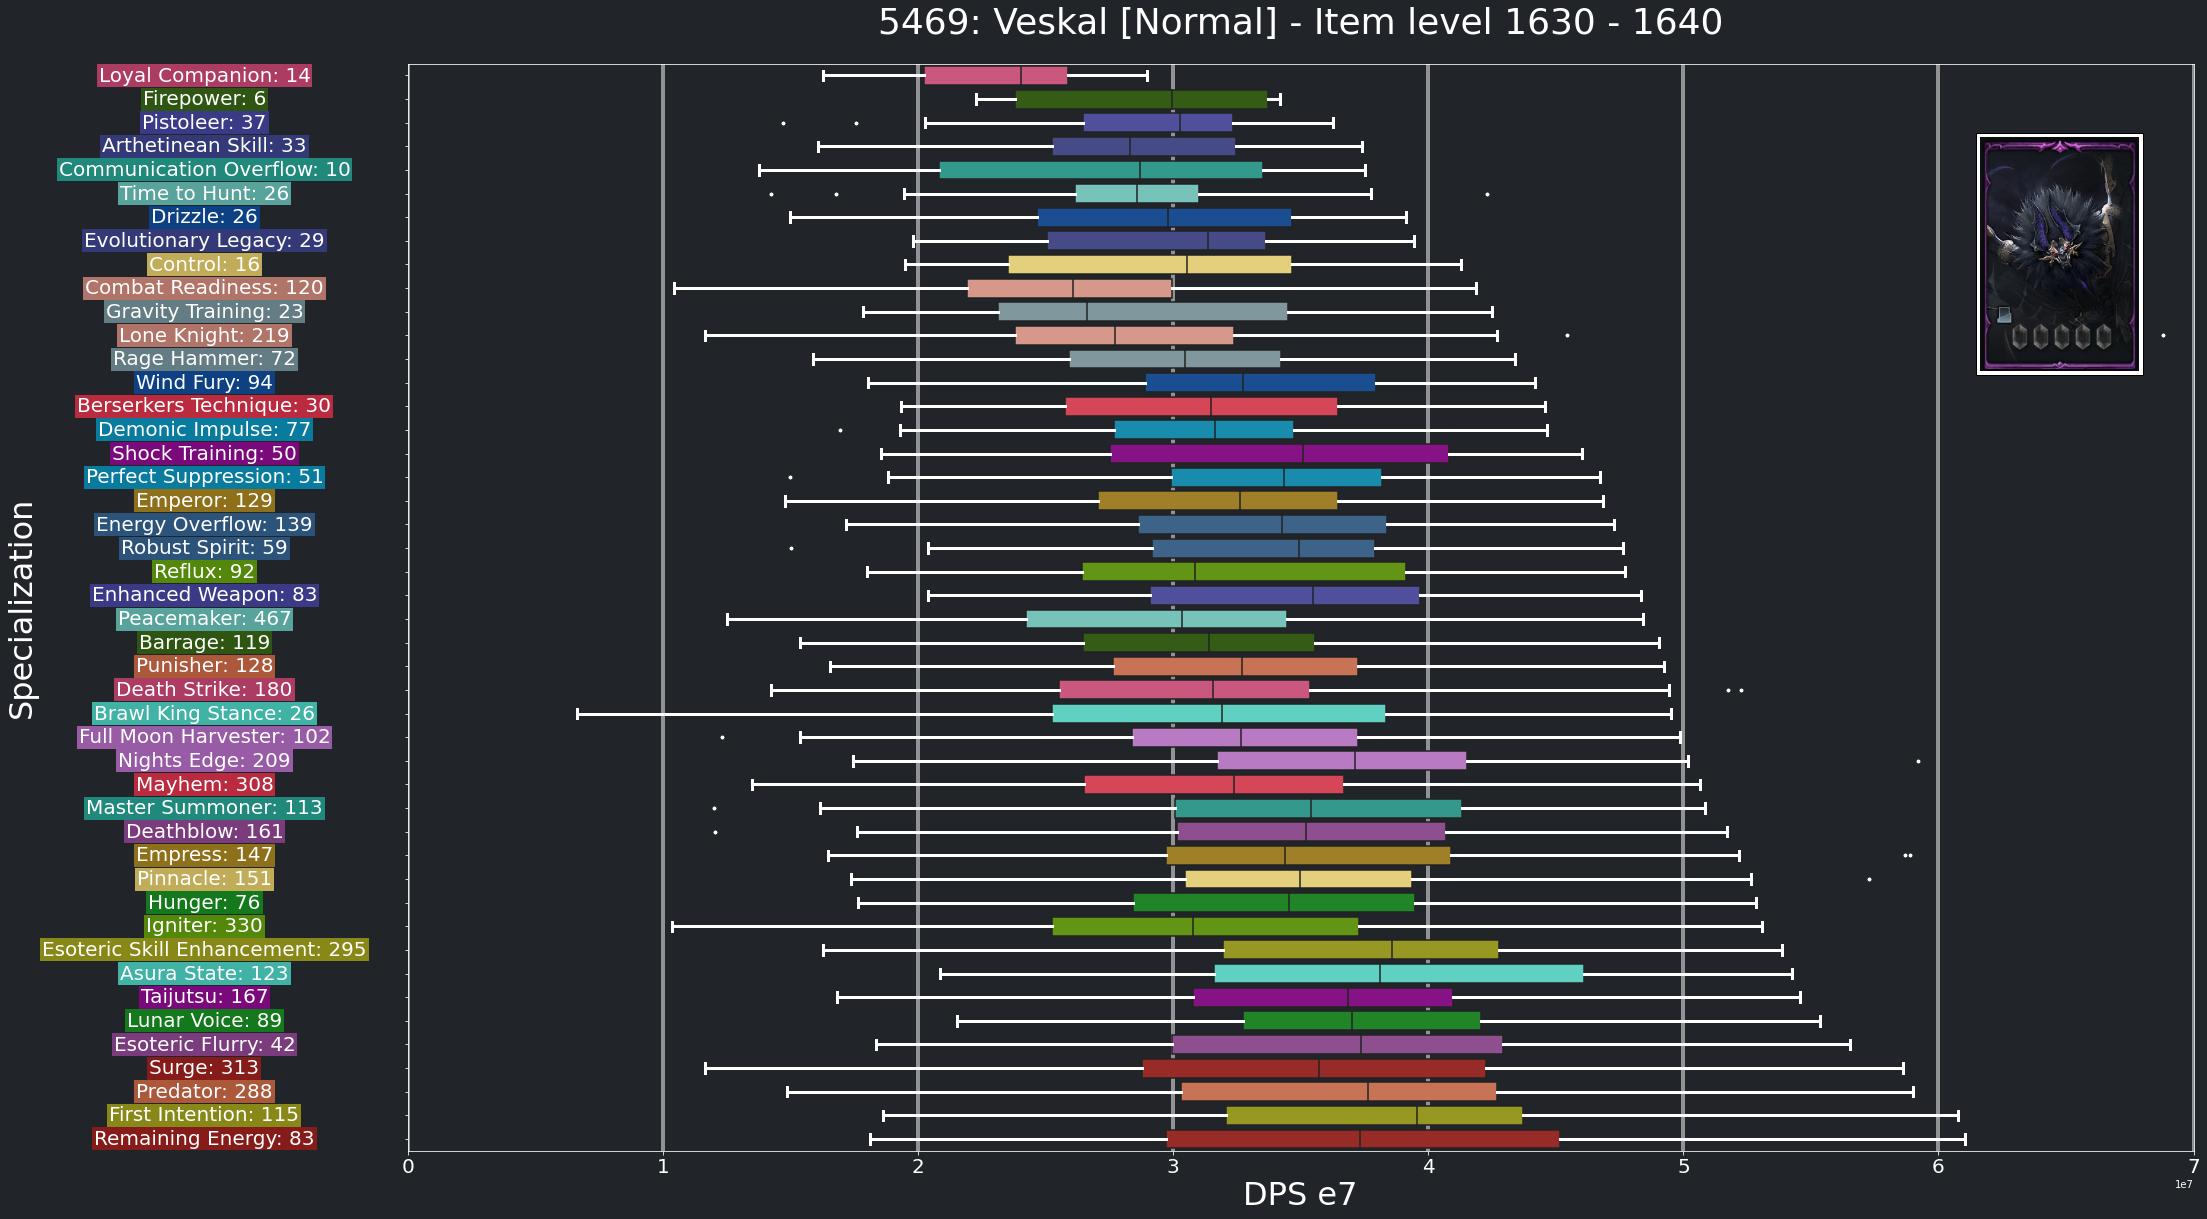 5469: Veskal [Normal] - Item level 1630 - 1640
Specialization
Loyal Companion: 14
Firepower: 6
Pistoleer: 37
Arthetinean Skill: 33
Communication Overflow: 10
Time to Hunt: 26
Drizzle: 26
Evolutionary Legacy: 29
Control: 16
Combat Readiness: 120
Gravity Training: 23
Lone Knight: 219
Rage Hammer: 72
Wind Fury: 94
Berserkers Technique: 30
Demonic Impulse: 77
Shock Training: 50
Perfect Suppression: 51
Emperor: 129
Energy Overflow: 139
Robust Spirit: 59
Reflux: 92
Enhanced Weapon: 83
Peacemaker: 467
Barrage: 119
Punisher: 128
Death Strike: 180
Brawl King Stance: 26
Full Moon Harvester: 102
Nights Edge: 209
Mayhem: 308
Master Summoner: 113
Deathblow: 161
Empress: 147
Pinnacle: 151
Hunger: 76
Igniter: 330
Esoteric Skill Enhancement: 295
Asura State: 123
Taijutsu: 167
Lunar Voice: 89
Esoteric Flurry: 42
Surge: 313
Predator: 288
First Intention: 115
Remaining Energy: 83
0 1 2 3 4 5 6 7
1e7
DPS e7